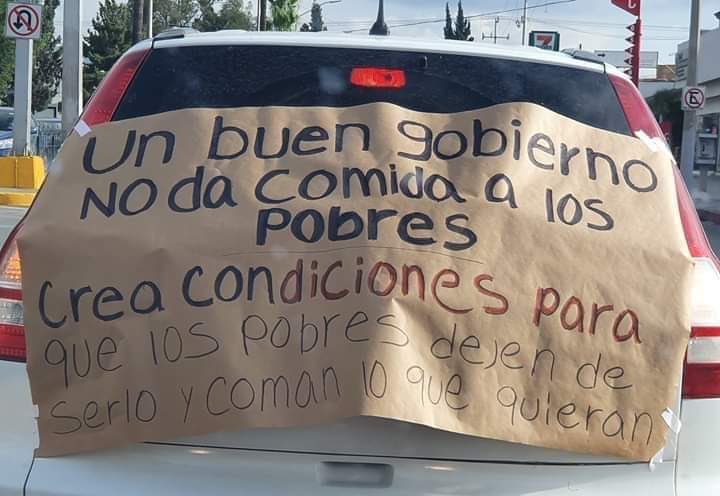 Un buen gobierno
No da Comida a los
Pobres
Crea condiciones para
que los pobres dejen de
serlo y coman lo que quieran